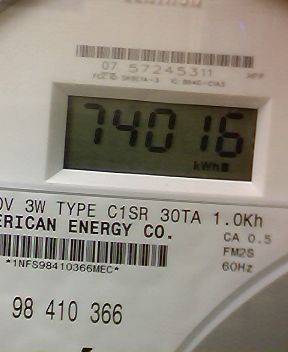 07 57245311
74016
kWh
0V 3W TYPE C1SR 30TA 1.0Kh
ERICAN ENERGY CO.
CA 0.5
FM2S
*1NFS98410366MEC*
60Hz
98 410 366